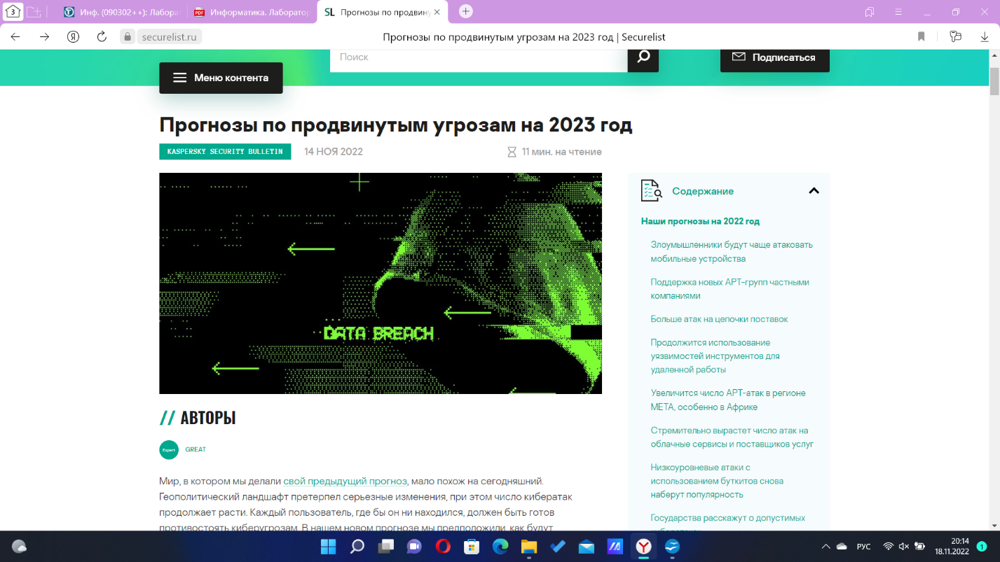 3
Инф. (090302++): Лабора
Информатика. Лаборатор
SL Прогнозы по продвину
Я
securelist.ru
Прогнозы по продвинутым угрозам на 2023 год | Securelist
Поиск
Подписаться
Меню контента
Прогнозы по продвинутым угрозам на 2023 год
KASPERSKY SECURITY BULLETIN
14 НОЯ 2022
11 мин. на чтение
DATA BREACH
Содержание
Наши прогнозы на 2022 год
Злоумышленники будут чаще атаковать
мобильные устройства
Поддержка новых APT-групп частными
компаниями
Больше атак на цепочки поставок
Продолжится использование
уязвимостей инструментов для
удаленной работы
Увеличится число APT-атак в регионе
META, особенно в Африке
Стремительно вырастет число атак на
облачные сервисы и поставщиков услуг
Низкоуровневые атаки с
использованием буткитов снова
наберут популярность
Государства расскажут о допустимых
// АВТОРЫ
Expert
GREAT
Мир, в котором мы делали свой предыдущий прогноз, мало похож на сегодняшний.
Геополитический ландшафт претерпел серьезные изменения, при этом число кибератак
продолжает расти. Каждый пользователь, где бы он ни находился, должен быть готов
противостоять киберугрозам. В нашем новом прогнозе мы предположили, как будут
РУС
20:14
18.11.2022
1